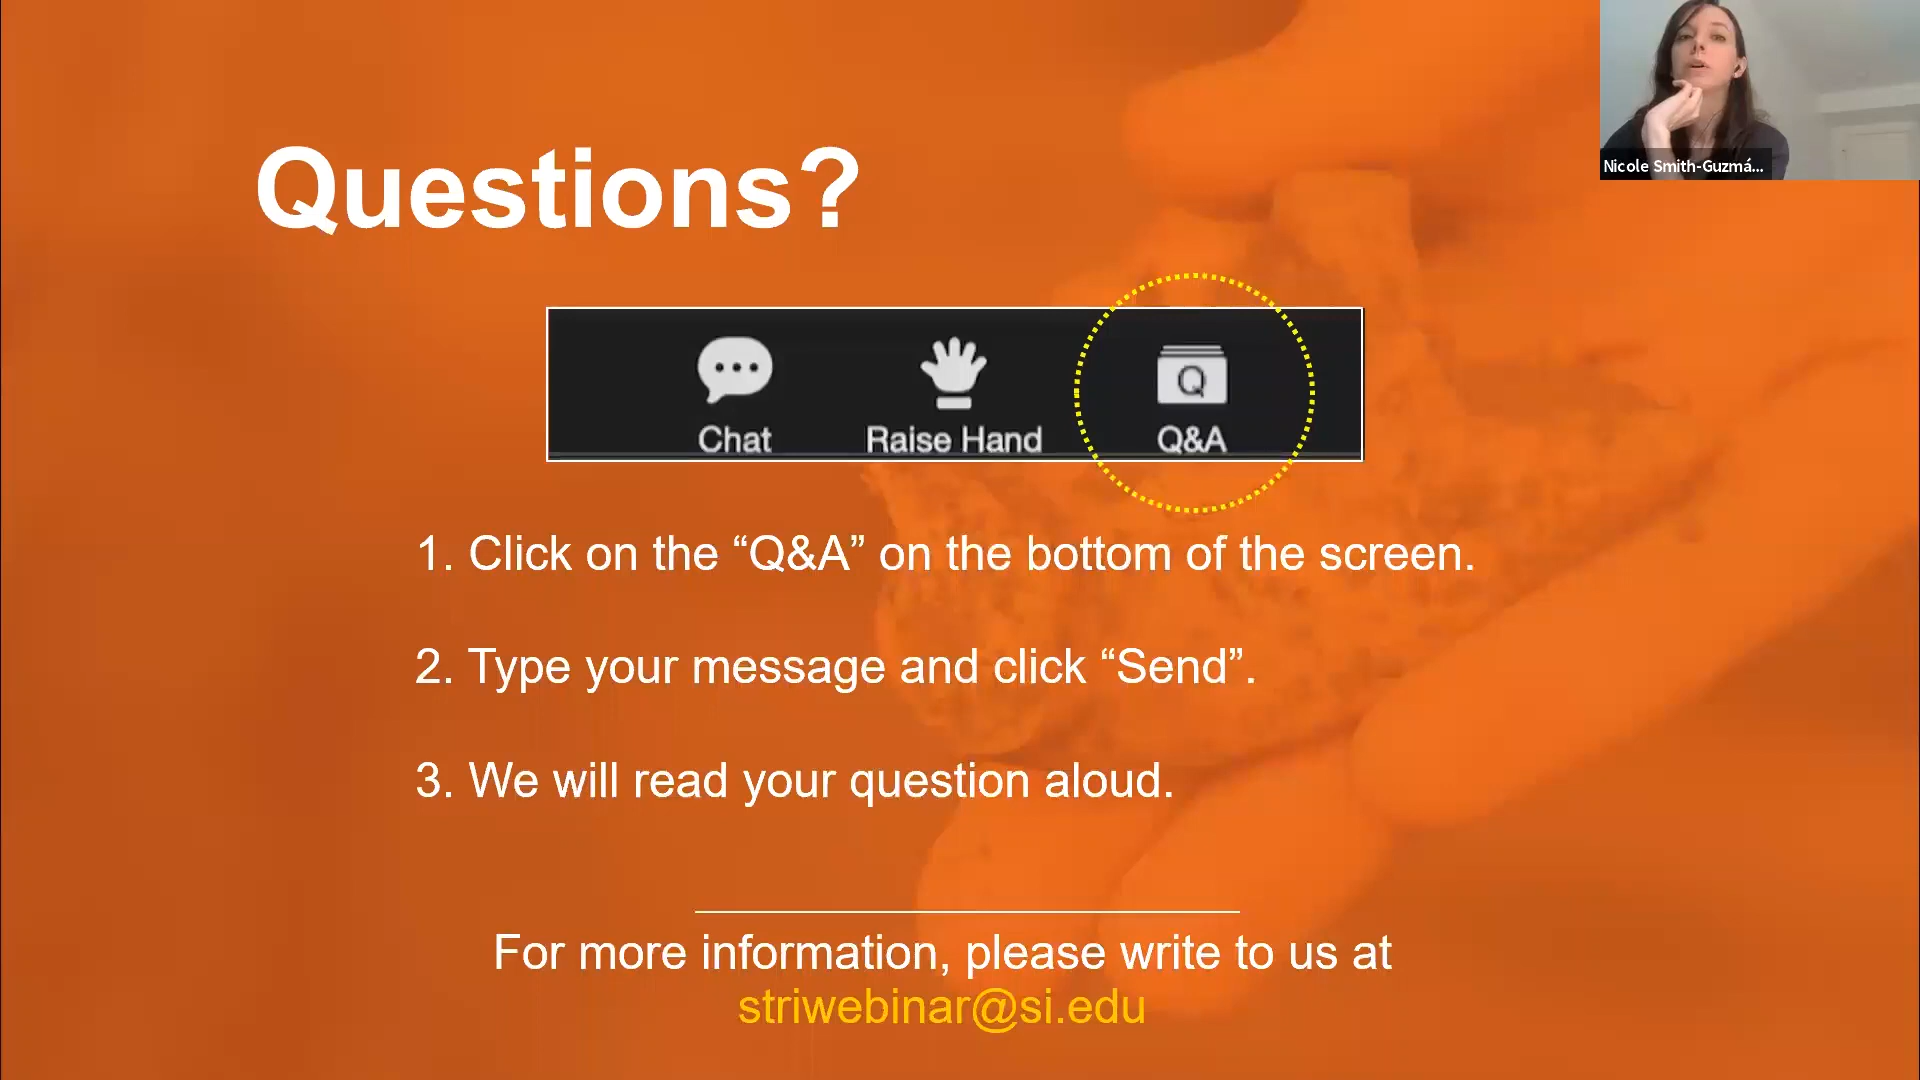 Nicole Smith-Guzmá...
Questions?
Chat
Raise Hand
Q
Q&A
1. Click on the “Q&A” on the bottom of the screen.
2. Type your message and click “Send”.
3. We will read your question aloud.
For more information, please write to us at
striwebinar@si.edu